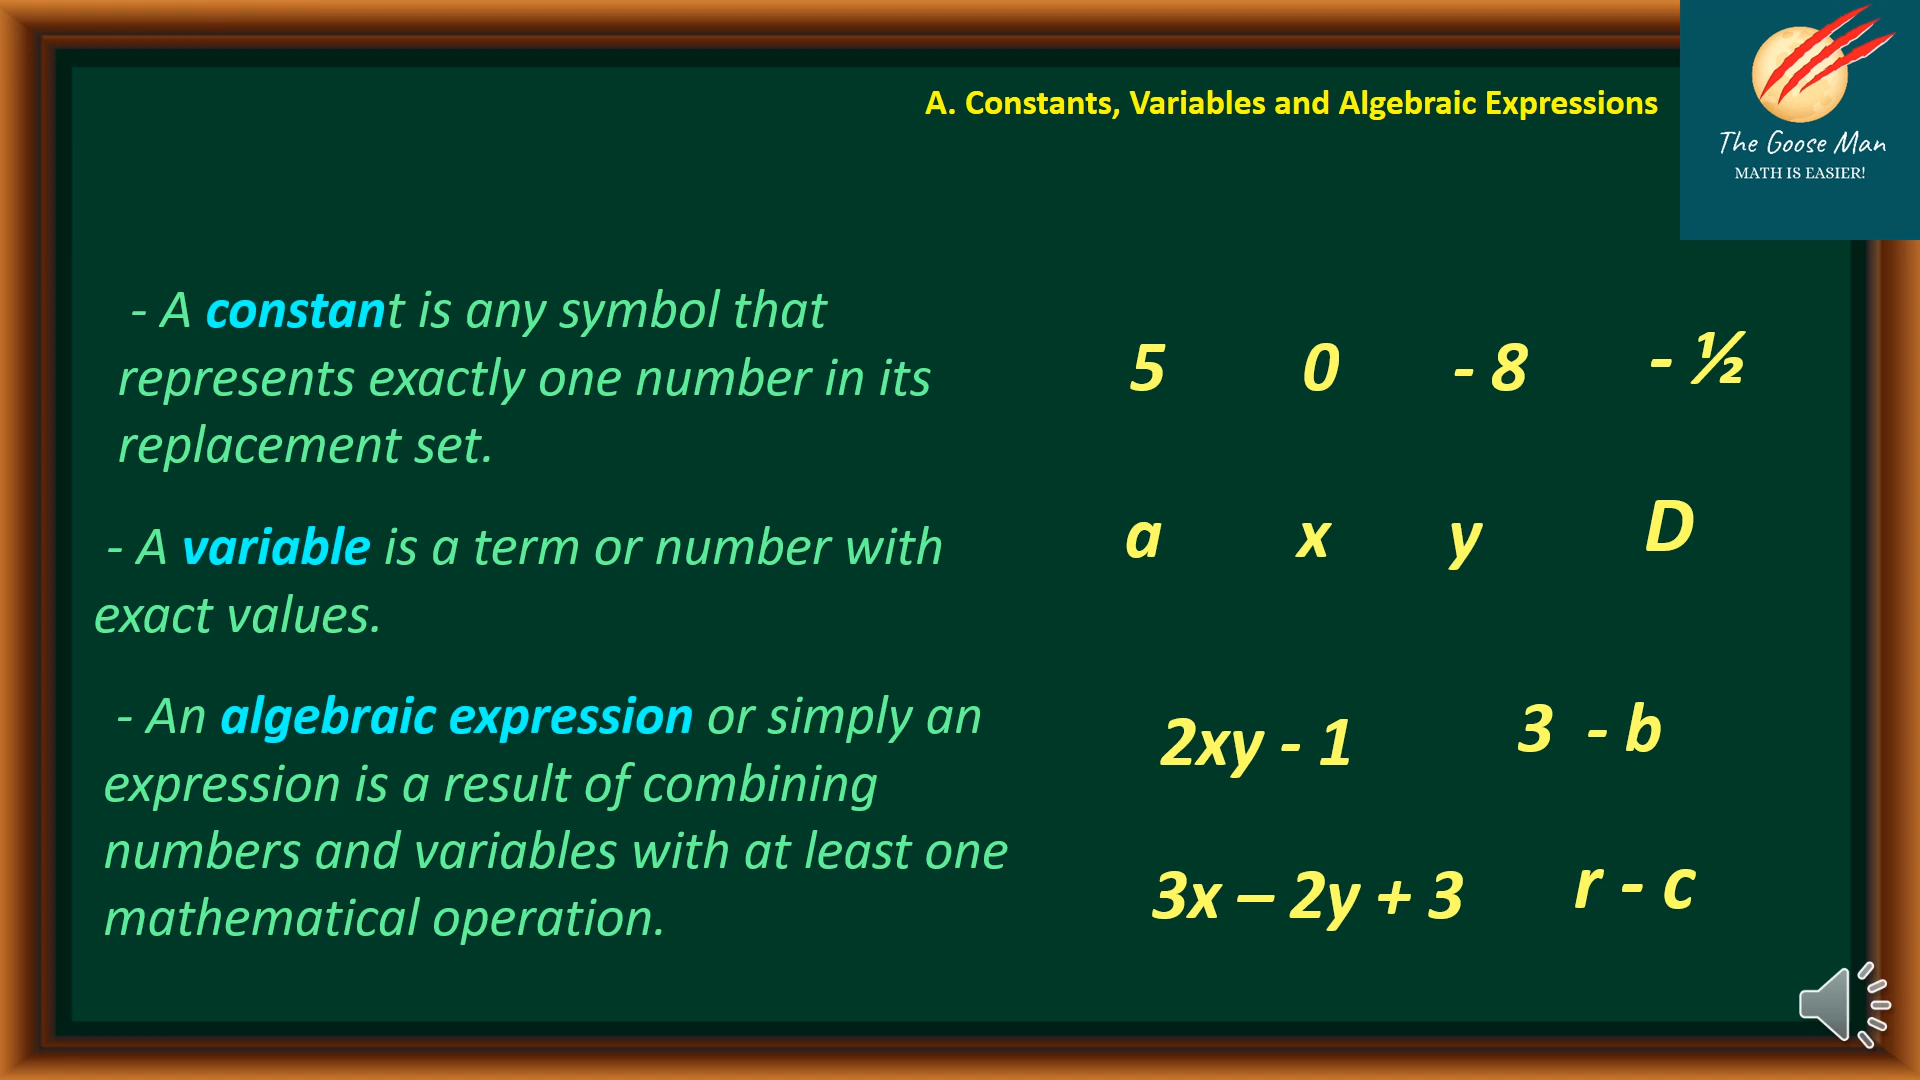 A. Constants, Variables and Algebraic Expressions
The Goose Man
MATH IS EASIER!
- A constant is any symbol that
represents exactly one number in its
replacement set.
5 0 - 8 - ½
- A variable is a term or number with
exact values.
a x y D
- An algebraic expression or simply an
expression is a result of combining
numbers and variables with at least one
mathematical operation.
2xy - 1 3 - b
3x – 2y + 3 r - c